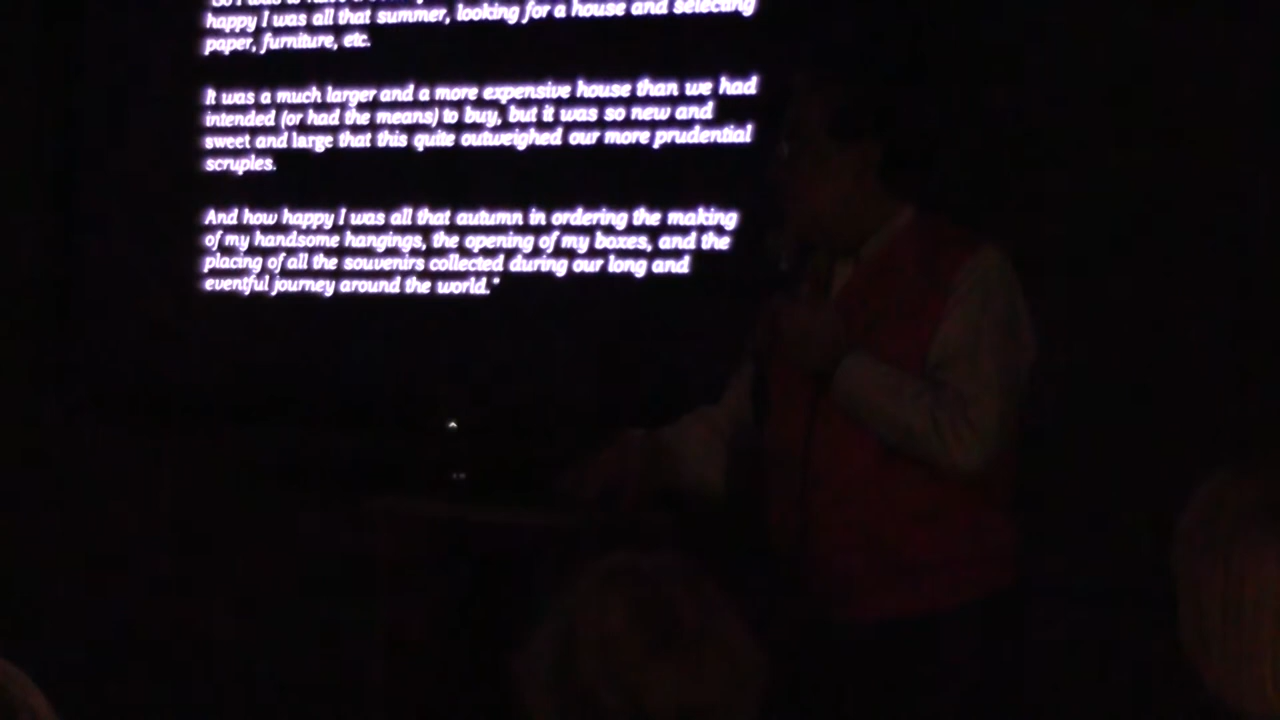 happy I was all that summer, looking for a house and selecting
paper, furniture, etc.
It was a much larger and a more expensive house than we had
intended (or had the means) to buy, but it was so new and
sweet and large that this quite outweighed our more prudential
scruples.
And how happy I was all that autumn in ordering the making
of my handsome hangings, the opening of my boxes, and the
placing of all the souvenirs collected during our long and
eventful journey around the world."